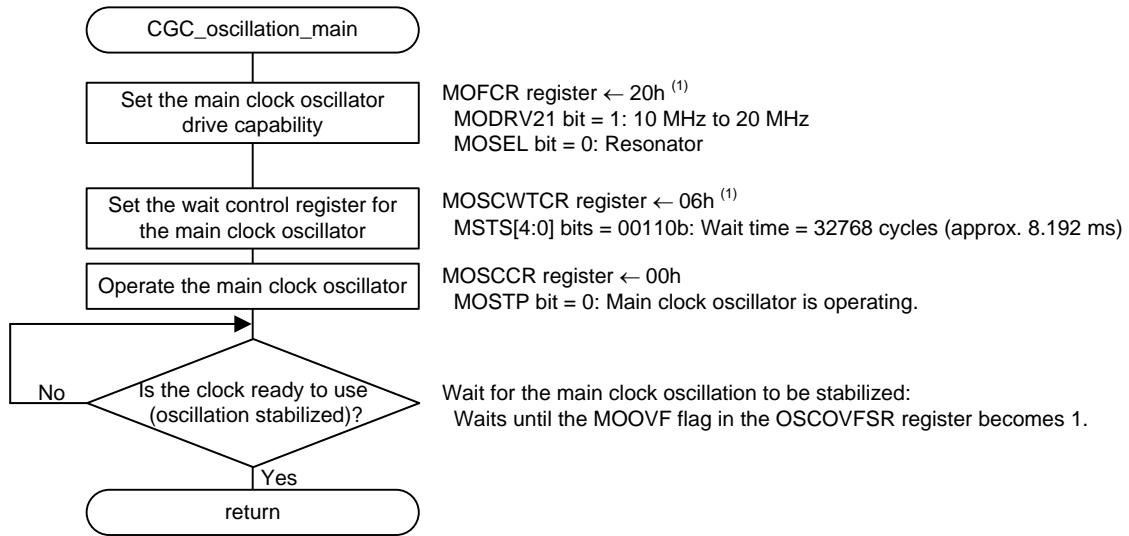 CGC_oscillation_main
Set the main clock oscillator
drive capability
MOFCR register ← 20h (1)
MODRV21 bit = 1: 10 MHz to 20 MHz
MOSEL bit = 0: Resonator
Set the wait control register for
the main clock oscillator
MOSCWTCR register ← 06h (1)
MSTS[4:0] bits = 00110b: Wait time = 32768 cycles (approx. 8.192 ms)
Operate the main clock oscillator
MOSCCR register ← 00h
MOSTP bit = 0: Main clock oscillator is operating.
No
Is the clock ready to use
(oscillation stabilized)?
Wait for the main clock oscillation to be stabilized:
Waits until the MOOVF flag in the OSCOVFSR register becomes 1.
Yes
return